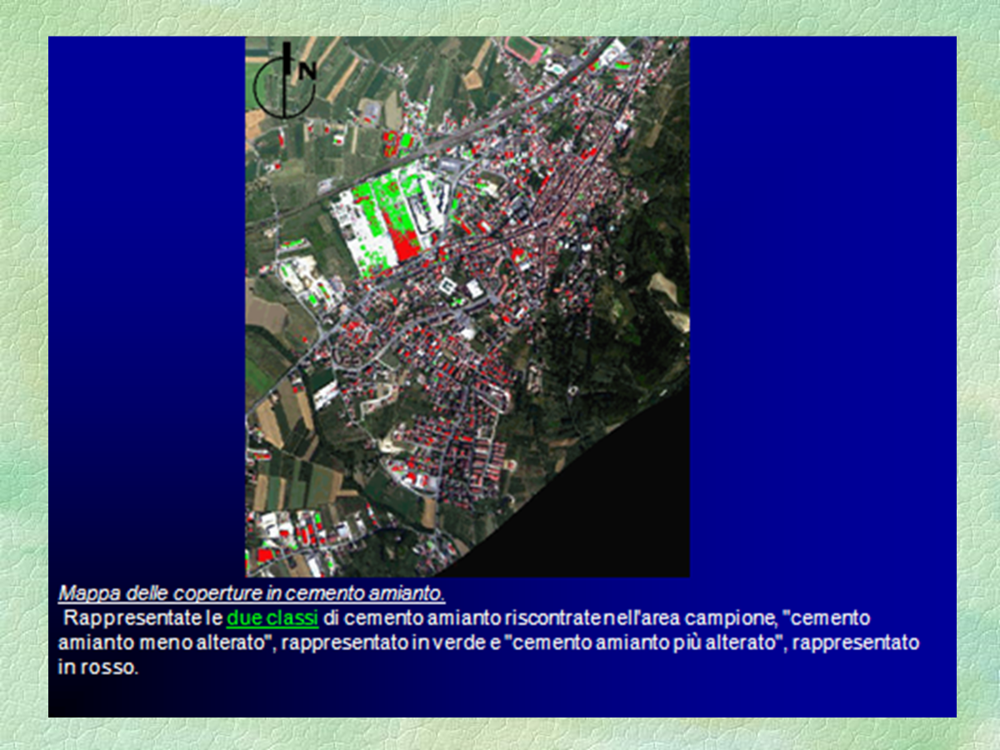 N
Mappa delle coperture in cemento amianto.
Rappresentate le due classi di cemento amianto riscontrate nell'area campione, "cemento
amianto meno alterato", rappresentato in verde e "cemento amianto più alterato", rappresentato
in rosso.